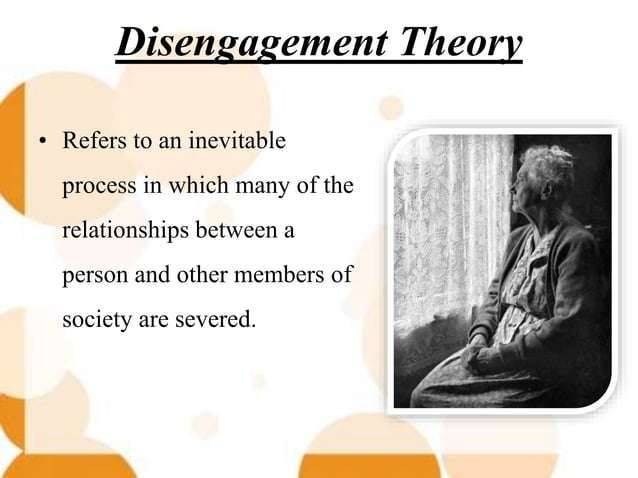 Disengagement Theory
• Refers to an inevitable
process in which many of the
relationships between a
person and other members of
society are severed.